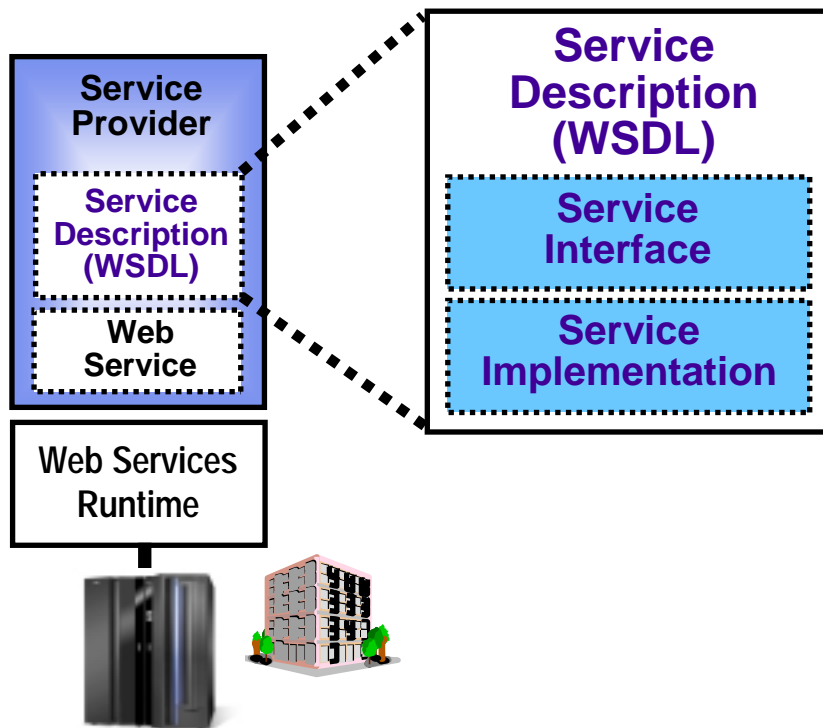 Service
Provider
Service
Description
(WSDL)
Web
Service
Web Services
Runtime
Service
Description
(WSDL)
Service
Interface
Service
Implementation